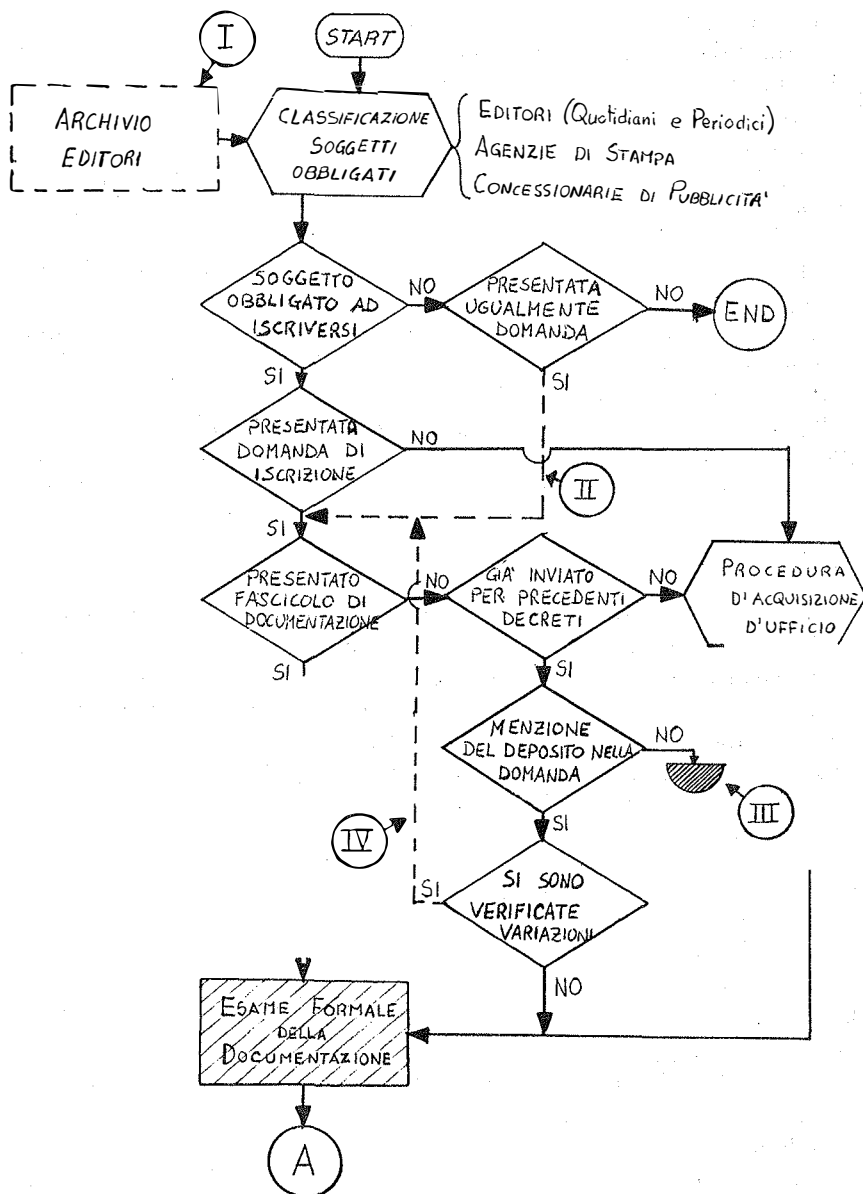 I
START
ARCHIVIO
EDITORI
CLASSIFICAZIONE
SOGGETTI
OBBLIGATI
EDITORI (Quotidiani e Periodici)
AGENZIE DI STAMPA
CONCESSIONARIE DI PUBBLICITA'
SOGGETTO
OBBLIGATO AD
ISCRIVERSI
NO
PRESENTATA
UGUALMENTE
DOMANDA
NO
END
SI
SI
PRESENTATA
DOMANDA DI
ISCRIZIONE
NO
II
SI
PRESENTATO
FASCICOLO DI
DOCUMENTAZIONE
NO
GIA' INVIATO
PER PRECEDENTI
DECRETI
NO
PROCEDURA
D'ACQUISIZIONE
D'UFFICIO
SI
SI
MENZIONE
DEL DEPOSITO NELLA
DOMANDA
NO
III
IV
SI
SI
SI SONO
VERIFICATE
VARIAZIONI
NO
ESAME FORMALE
DELLA
DOCUMENTAZIONE
A